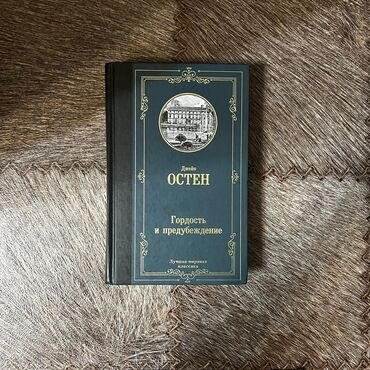 Джейн
ОСТЕН
Гордость
и предубеждение
Лучшая мировая
классика